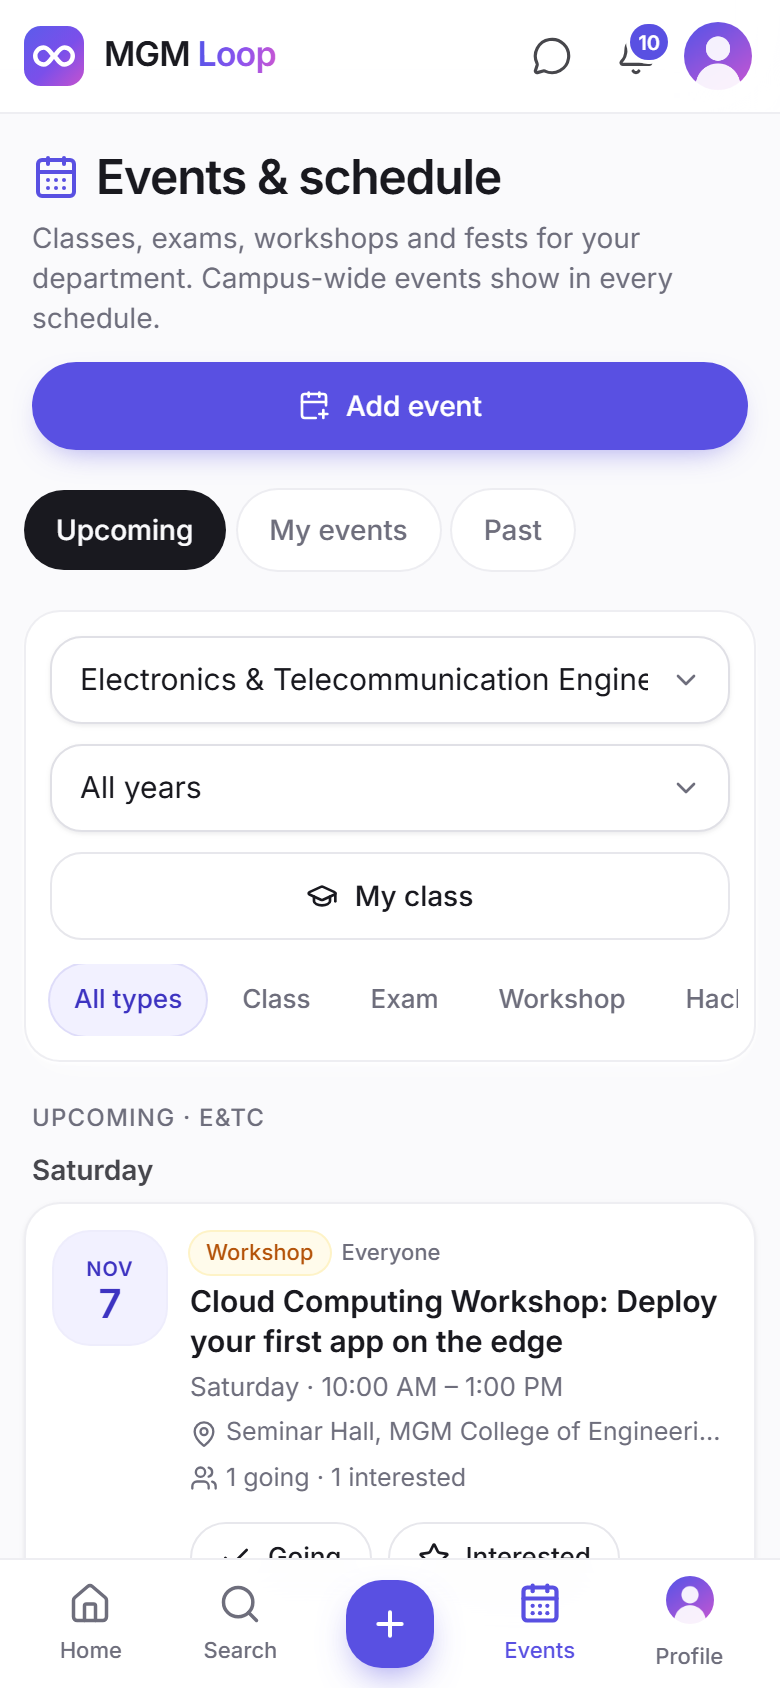 MGM Loop
10
Events & schedule
Classes, exams, workshops and fests for your
department. Campus-wide events show in every
schedule.
Add event
Upcoming
My events
Past
Electronics & Telecommunication Engine
All years
My class
All types
Class
Exam
Workshop
Hacl
UPCOMING · E&TC
Saturday
NOV
7
Workshop
Everyone
Cloud Computing Workshop: Deploy
your first app on the edge
Saturday · 10:00 AM – 1:00 PM
Seminar Hall, MGM College of Engineeri...
1 going · 1 interested
Going
Interested
Home
Search
Events
Profile